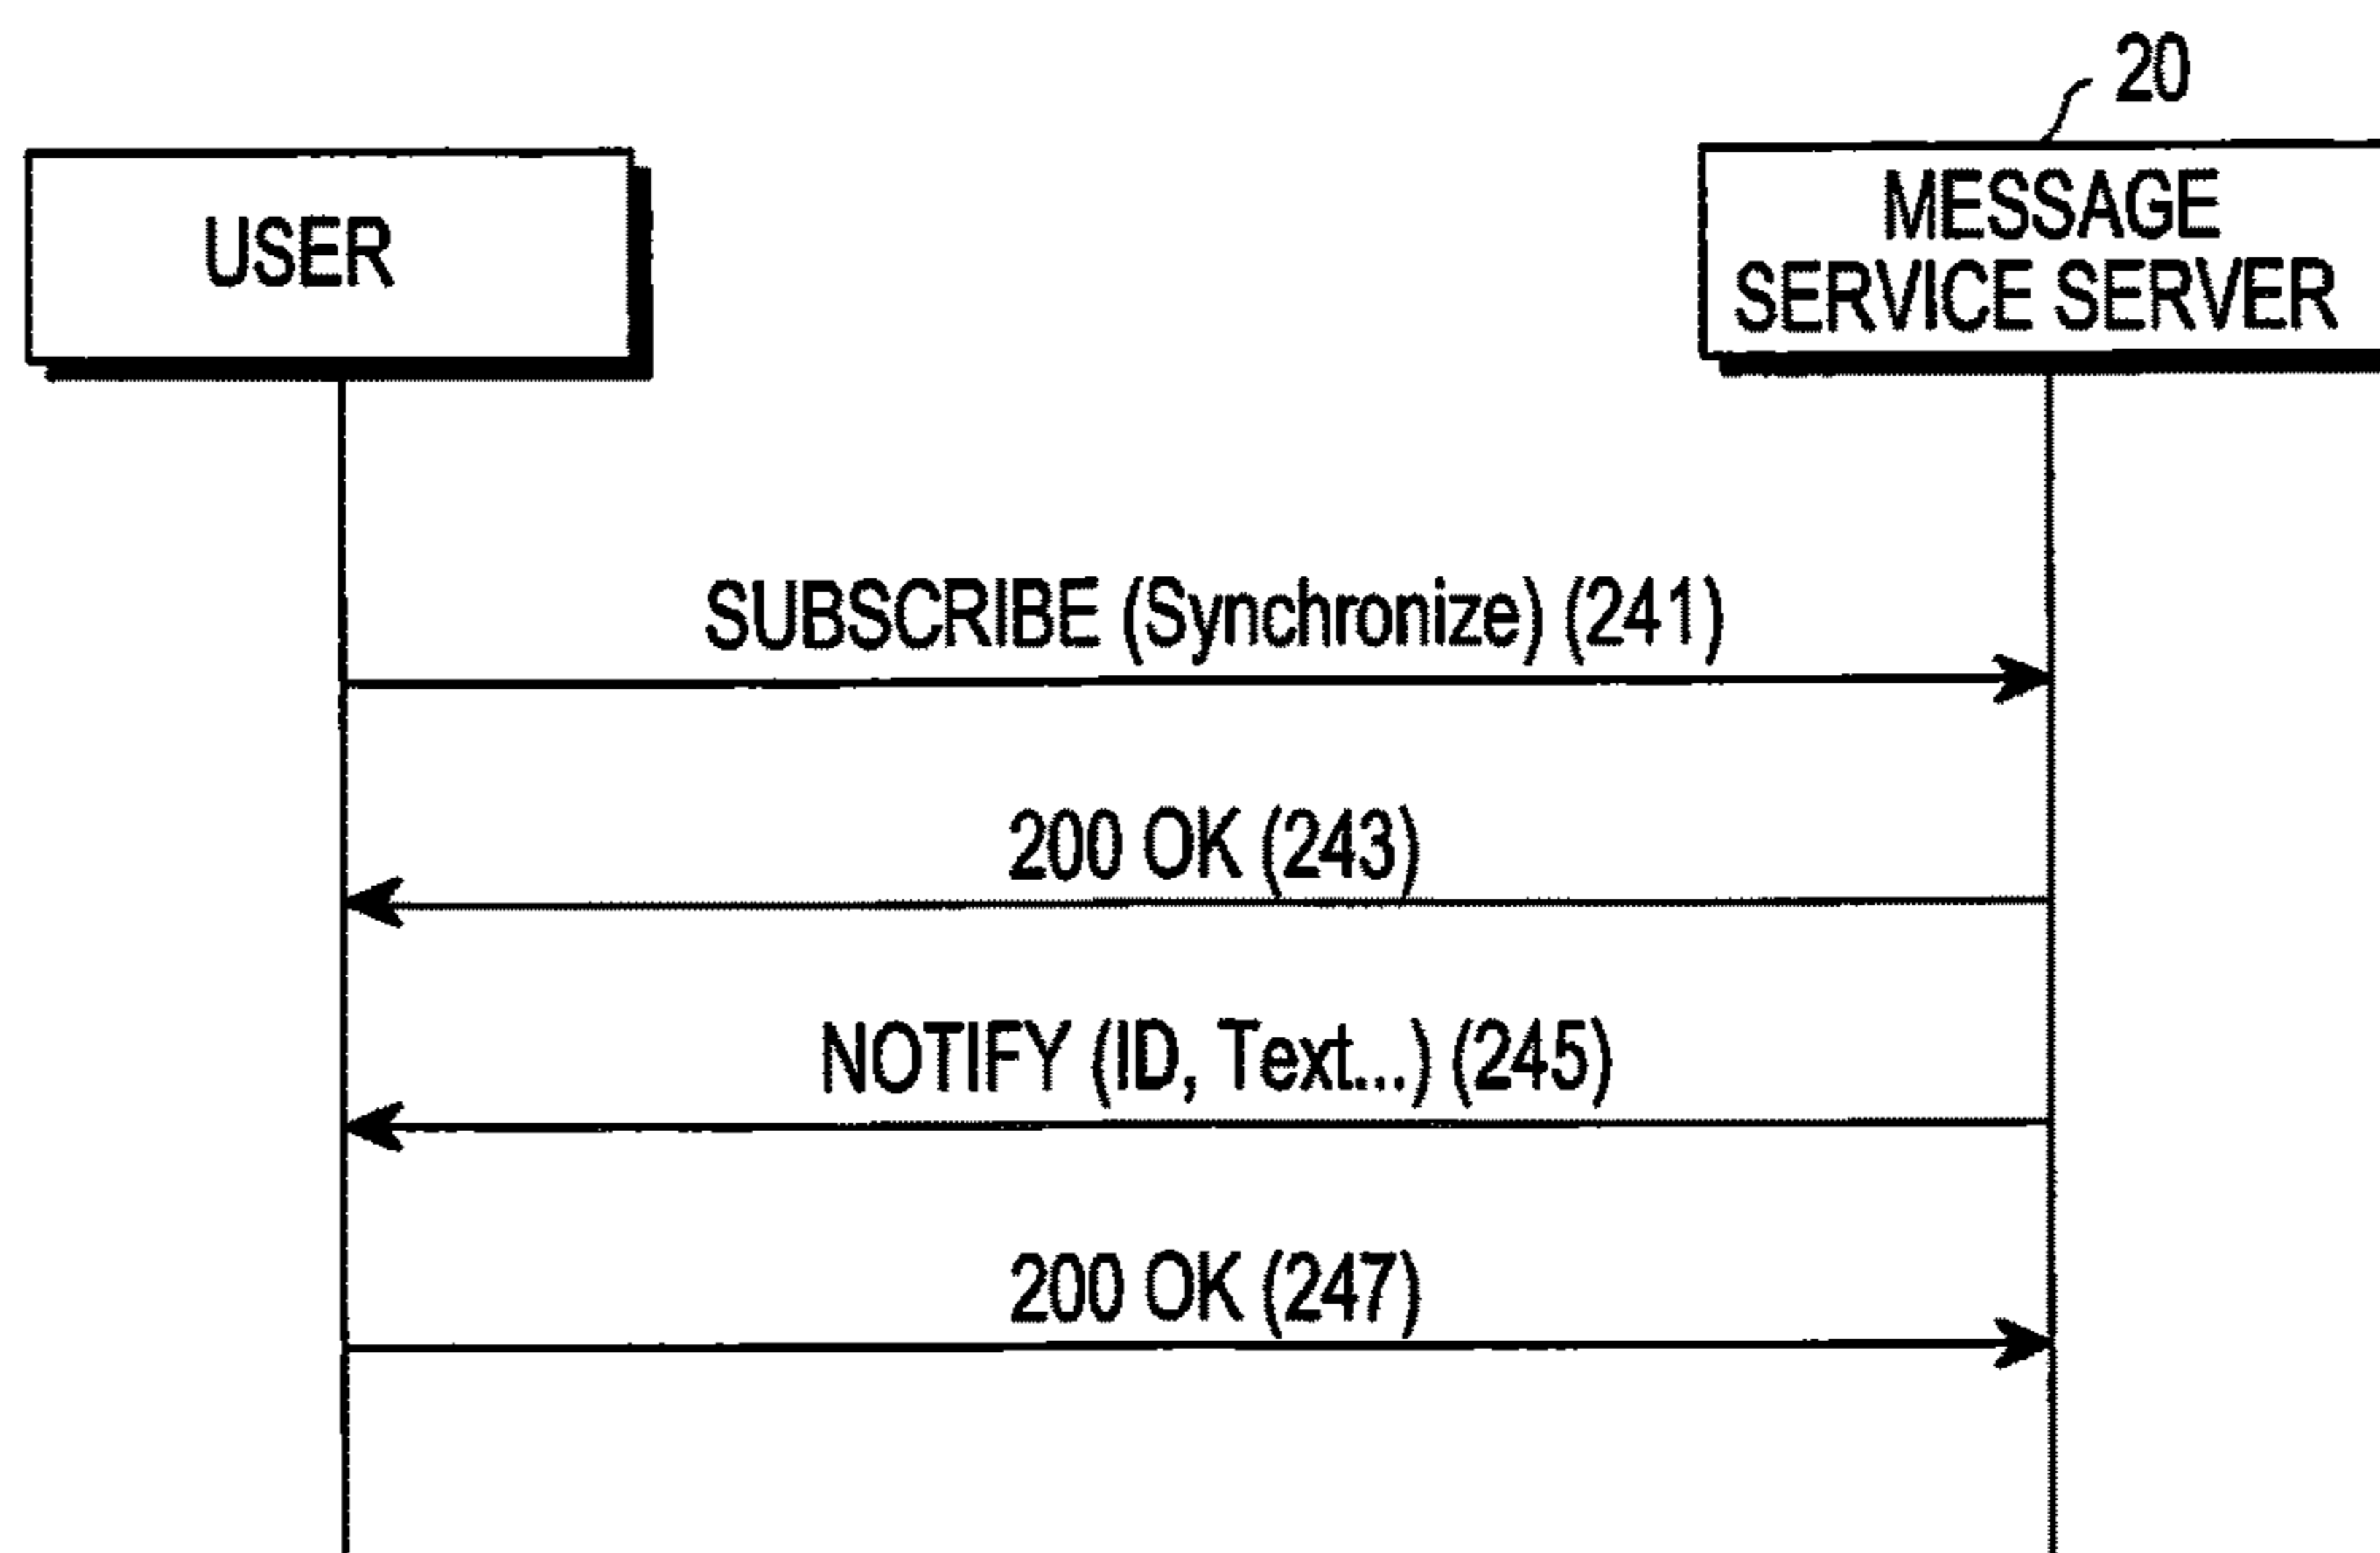 20
USER
MESSAGE
SERVICE SERVER
SUBSCRIBE (Synchronize) (241)
200 OK (243)
NOTIFY (ID, Text...) (245)
200 OK (247)